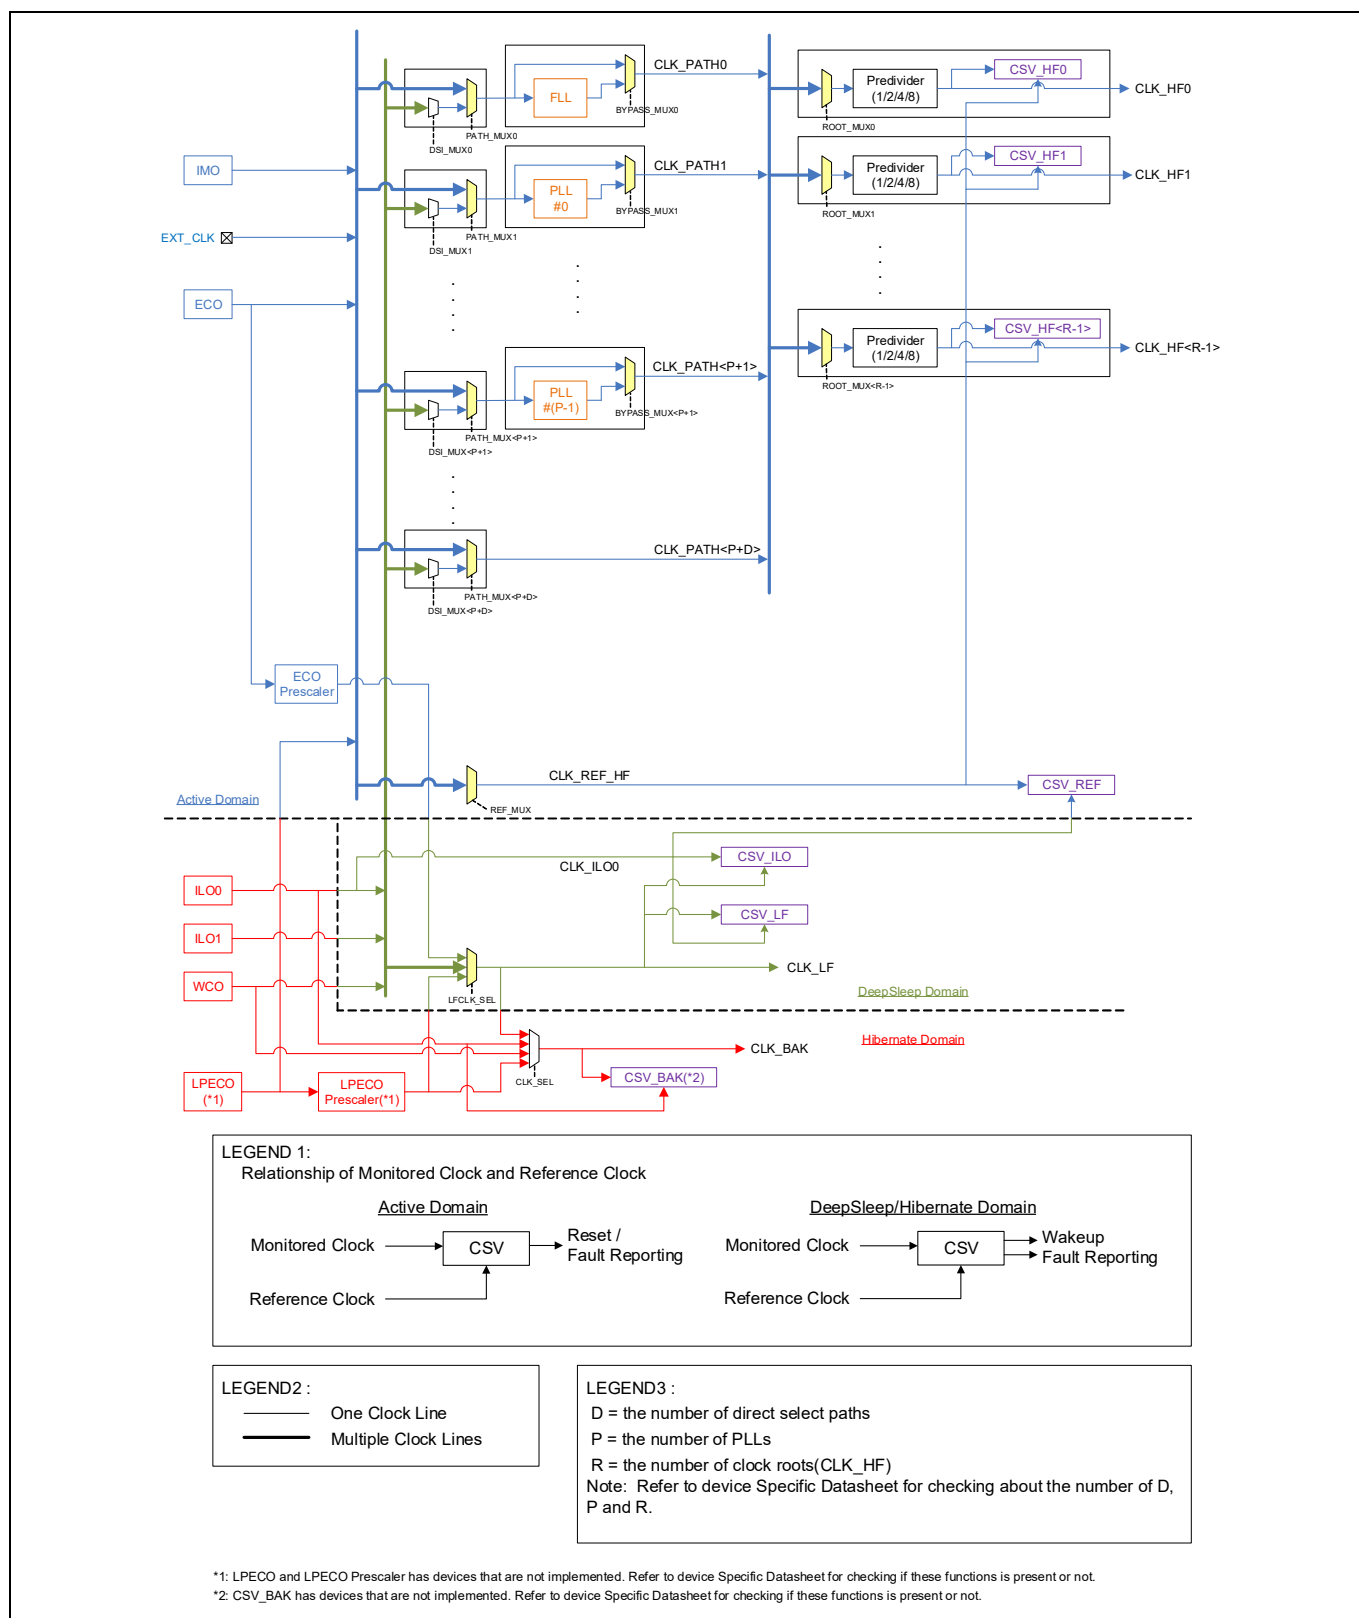 CLK_PATH0
FLL
BYPASS_MUX0
PATH_MUX0
DSI_MUX0
Predivider
(1/2/4/8)
CSV_HF0
CLK_HF0
ROOT_MUX0
IMO
CLK_PATH1
PLL
#0
BYPASS_MUX1
PATH_MUX1
DSI_MUX1
Predivider
(1/2/4/8)
CSV_HF1
CLK_HF1
ROOT_MUX1
EXT_CLK
ECO
CLK_PATH<P+1>
PLL
#(P-1)
BYPASS_MUX<P+1>
PATH_MUX<P+1>
DSI_MUX<P+1>
Predivider
(1/2/4/8)
CSV_HF<R-1>
CLK_HF<R-1>
ROOT_MUX<R-1>
CLK_PATH<P+D>
PATH_MUX<P+D>
DSI_MUX<P+D>
ECO
Prescaler
CLK_REF_HF
CSV_REF
REF_MUX
Active Domain
CLK_ILO0
CSV_ILO
ILO0
CSV_LF
ILO1
CLK_LF
WCO
LFCLK_SEL
DeepSleep Domain
Hibernate Domain
CLK_BAK
CLK_SEL
CSV_BAK(*2)
LPECO
(*1)
LPECO
Prescaler(*1)
LEGEND 1:
Relationship of Monitored Clock and Reference Clock
Active Domain
Monitored Clock
CSV
Reset /
Fault Reporting
Reference Clock
DeepSleep/Hibernate Domain
Monitored Clock
CSV
Wakeup
Fault Reporting
Reference Clock
LEGEND2 :
One Clock Line
Multiple Clock Lines
LEGEND3 :
D = the number of direct select paths
P = the number of PLLs
R = the number of clock roots(CLK_HF)
Note: Refer to device Specific Datasheet for checking about the number of D,
P and R.
*1: LPECO and LPECO Prescaler has devices that are not implemented. Refer to device Specific Datasheet for checking if these functions is present or not.
*2: CSV_BAK has devices that are not implemented. Refer to device Specific Datasheet for checking if these functions is present or not.